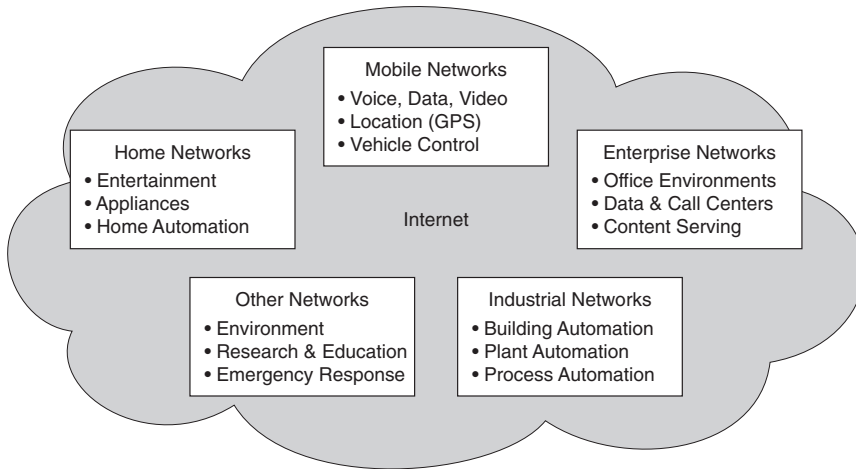 Mobile Networks
• Voice, Data, Video
• Location (GPS)
• Vehicle Control
Home Networks
• Entertainment
• Appliances
• Home Automation
Enterprise Networks
• Office Environments
• Data & Call Centers
• Content Serving
Internet
Other Networks
• Environment
• Research & Education
• Emergency Response
Industrial Networks
• Building Automation
• Plant Automation
• Process Automation